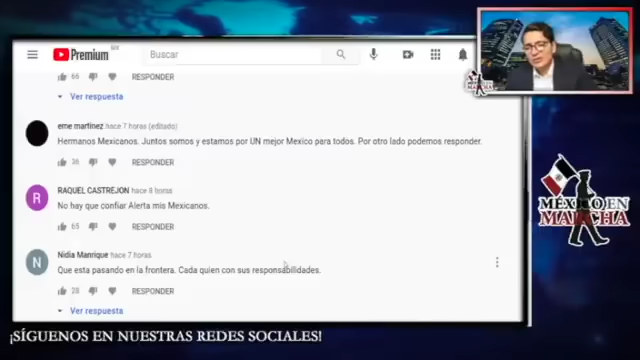 Premium MX
Buscar
66 RESPONDER
Ver respuesta
erne martinez hace 7 horas (editado)
Hermanos Mexicanos. Juntos somos y estamos por UN mejor Mexico para todos. Por otro lado podemos responder.
36 RESPONDER
R
RAQUEL CASTREJON hace 8 horas
No hay que confiar Alerta mis Mexicanos.
65 RESPONDER
N
Nidia Manrique hace 7 horas
Que esta pasando en la frontera. Cada quien con sus responsabilidades.
28 RESPONDER
Ver respuesta
MÉXICO EN
MARCHA
¡SÍGUENOS EN NUESTRAS REDES SOCIALES!